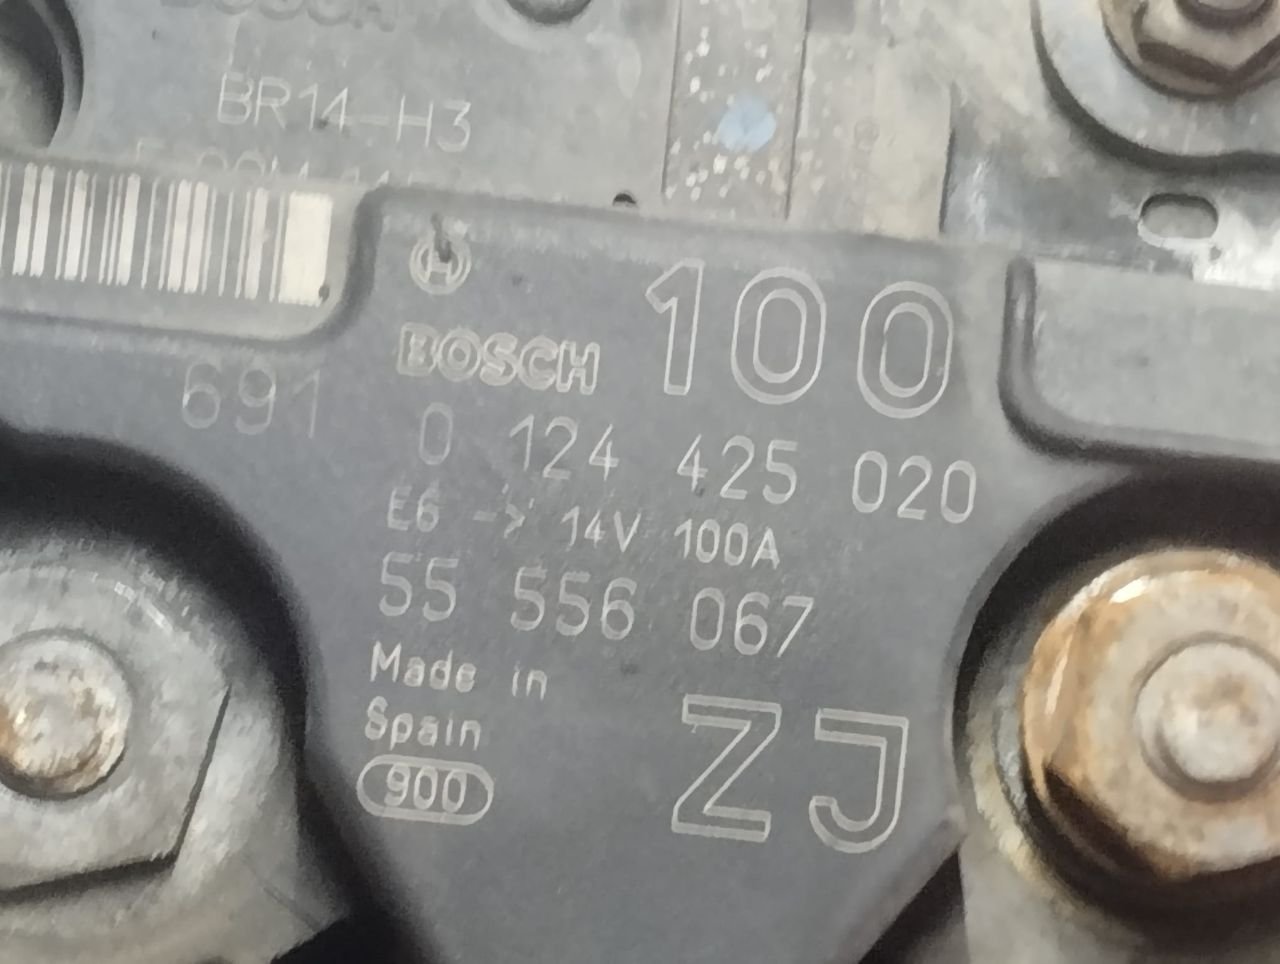 BOSCH
BR14-H3
BOSCH 100
691
0 124 425 020
E6 -> 14V 100A
55 556 067
Made in
Spain
900
ZJ